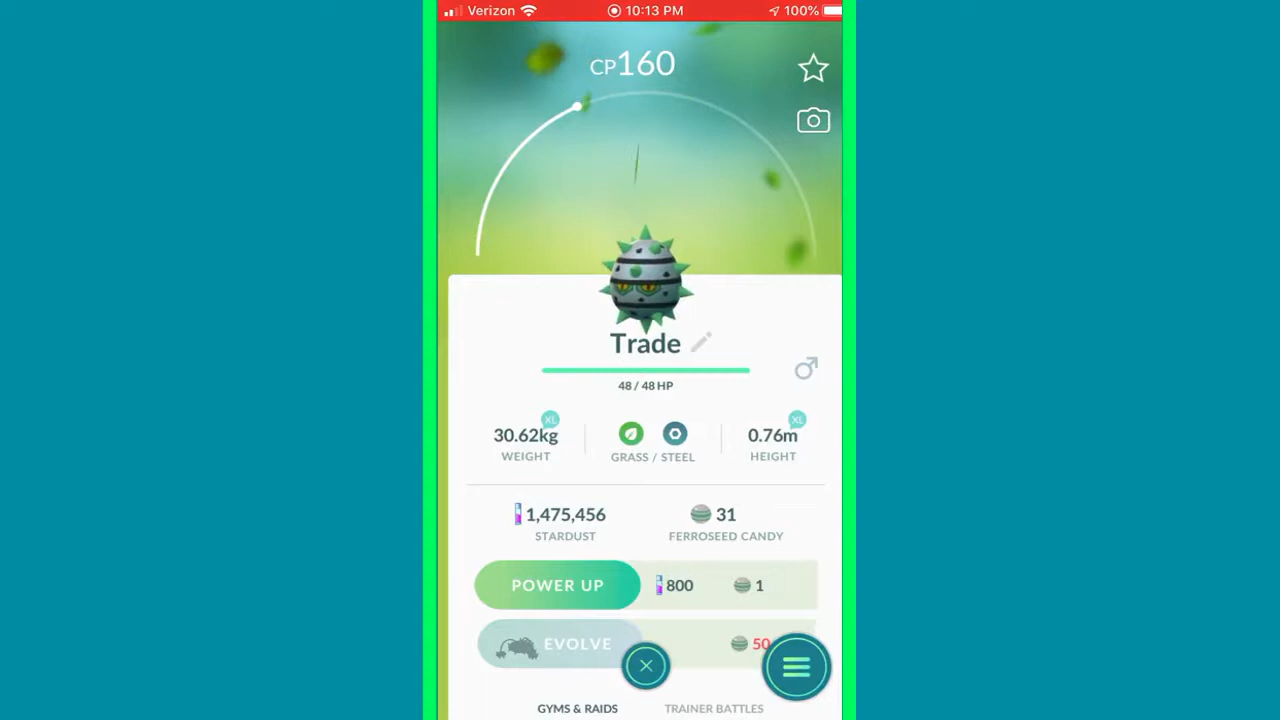 Verizon 10:13 PM 100%
CP160
Trade
48 / 48 HP
XL XL
30.62kg 0.76m
WEIGHT GRASS / STEEL HEIGHT
1,475,456 31
STARDUST FERROSEED CANDY
POWER UP 800 1
EVOLVE 50
GYMS & RAIDS TRAINER BATTLES